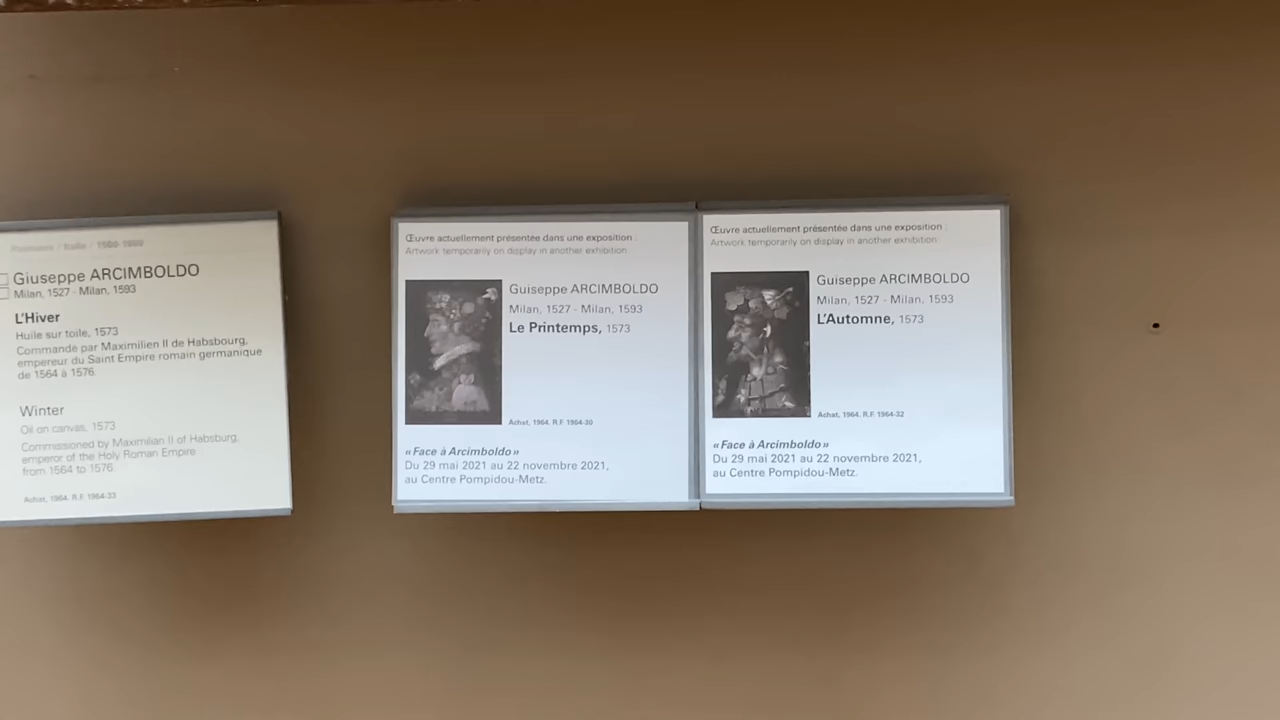 / Italie / 1500-1600
Giuseppe ARCIMBOLDO
Milan, 1527 - Milan, 1593
L'Hiver
Huile sur toile, 1573
Commandé par Maximilien II de Habsbourg,
empereur du Saint Empire romain germanique
de 1564 à 1576
Winter
Oil on canvas, 1573
Commissioned by Maximilian II of Habsburg,
emperor of the Holy Roman Empire
from 1564 to 1576
Achat, 1964. R.F. 1964-33
Œuvre actuellement présentée dans une exposition :
Artwork temporarily on display in another exhibition:
Guiseppe ARCIMBOLDO
Milan, 1527 - Milan, 1593
Le Printemps, 1573
Achat, 1964. R.F. 1964-30
« Face à Arcimboldo »
Du 29 mai 2021 au 22 novembre 2021,
au Centre Pompidou-Metz.
Œuvre actuellement présentée dans une exposition :
Artwork temporarily on display in another exhibition:
Guiseppe ARCIMBOLDO
Milan, 1527 - Milan, 1593
L'Automne, 1573
Achat, 1964. R.F. 1964-32
« Face à Arcimboldo »
Du 29 mai 2021 au 22 novembre 2021,
au Centre Pompidou-Metz.